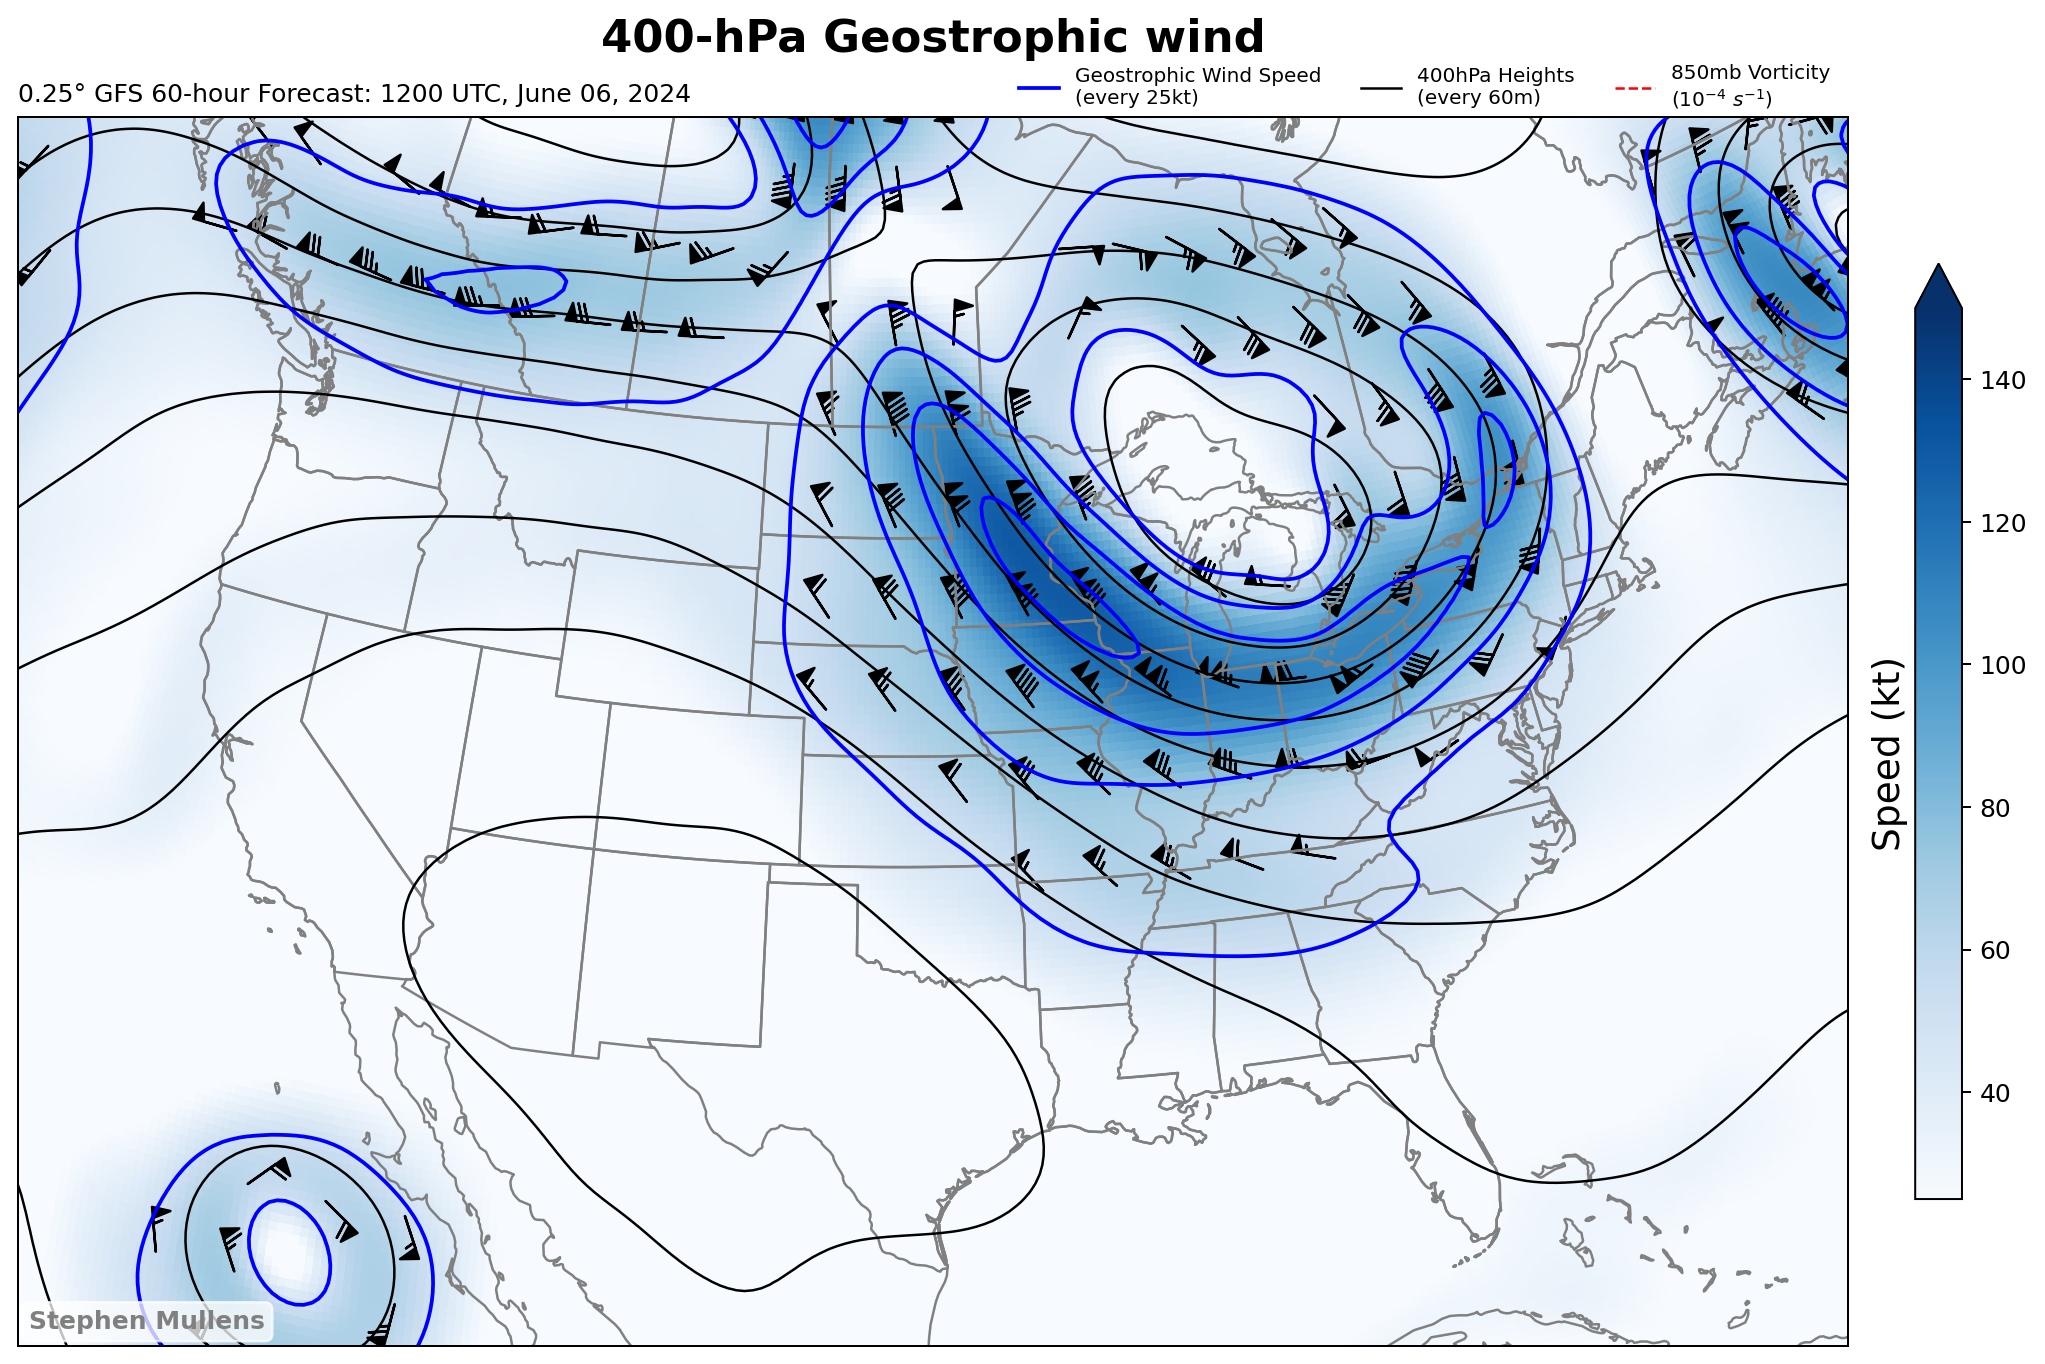 400-hPa Geostrophic wind
0.25° GFS 60-hour Forecast: 1200 UTC, June 06, 2024
Geostrophic Wind Speed
(every 25kt)
400hPa Heights
(every 60m)
850mb Vorticity
(10⁻⁴ s⁻¹)
140
120
100
80
60
40
Speed (kt)
Stephen Mullens